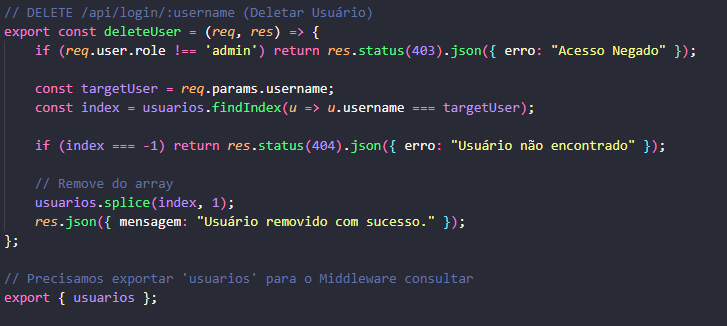 // DELETE /api/login/:username (Deletar Usuário)
export const deleteUser = (req, res) => {
    if (req.user.role !== 'admin') return res.status(403).json({ erro: "Acesso Negado" });

    const targetUser = req.params.username;
    const index = usuarios.findIndex(u => u.username === targetUser);

    if (index === -1) return res.status(404).json({ erro: "Usuário não encontrado" });

    // Remove do array
    usuarios.splice(index, 1);
    res.json({ mensagem: "Usuário removido com sucesso." });
};

// Precisamos exportar 'usuarios' para o Middleware consultar
export { usuarios };